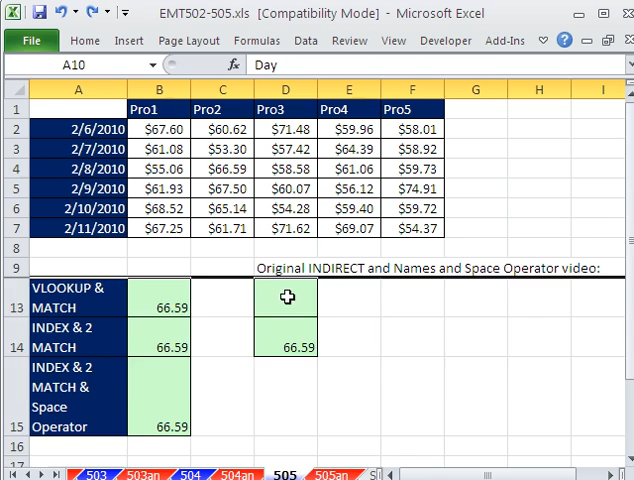 EMT502-505.xls [Compatibility Mode] - Microsoft Excel
File Home Insert Page Layout Formulas Data Review View Developer Add-Ins
A10 fx Day
A B C D E F G H I
1 Pro1 Pro2 Pro3 Pro4 Pro5
2 2/6/2010 $67.60 $60.62 $71.48 $59.96 $58.01
3 2/7/2010 $61.08 $53.30 $57.42 $64.39 $58.92
4 2/8/2010 $55.06 $66.59 $58.58 $61.06 $59.73
5 2/9/2010 $61.93 $67.50 $60.07 $56.12 $74.91
6 2/10/2010 $68.52 $65.14 $54.28 $59.40 $59.72
7 2/11/2010 $67.25 $61.71 $71.62 $69.07 $54.37
8
9 Original INDIRECT and Names and Space Operator video:
VLOOKUP &
13 MATCH 66.59
INDEX & 2
14 MATCH 66.59 66.59
INDEX & 2
MATCH &
Space
15 Operator 66.59
16
17
503 503an 504 504an 505 505an